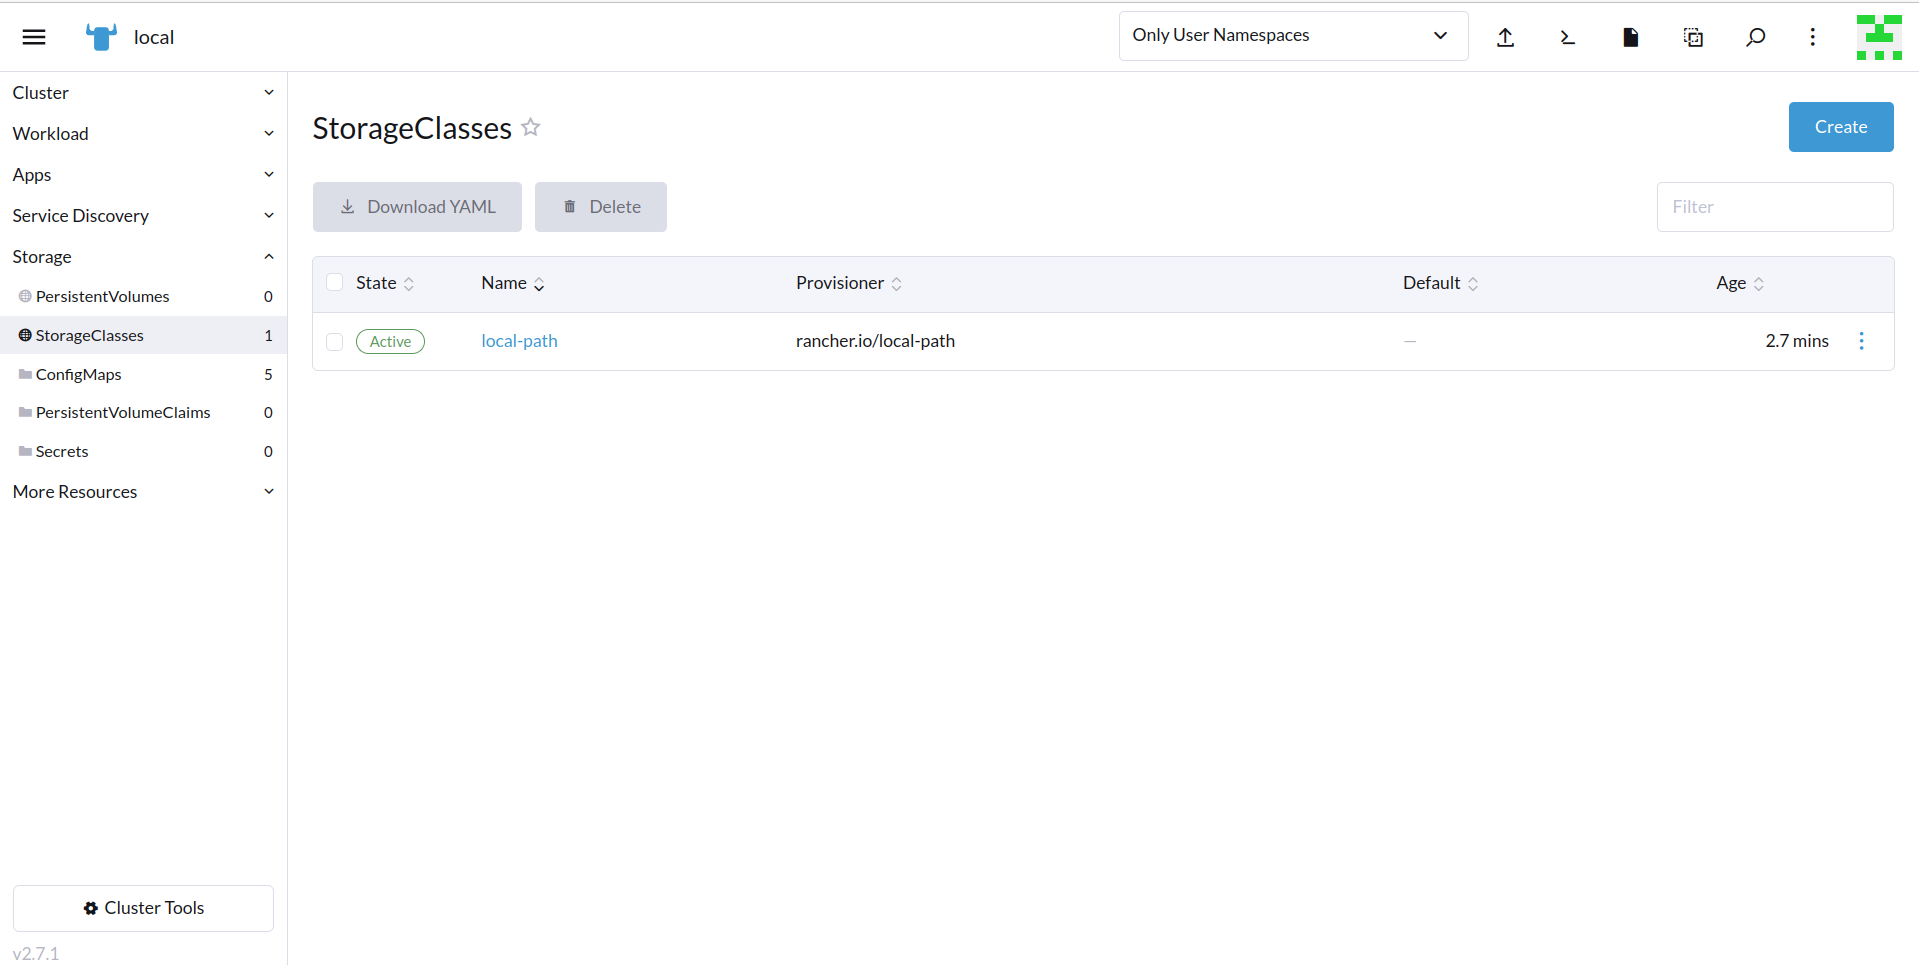 local
Only User Namespaces
Cluster
Workload
Apps
Service Discovery
Storage
PersistentVolumes 0
StorageClasses 1
ConfigMaps 5
PersistentVolumeClaims 0
Secrets 0
More Resources
Cluster Tools
v2.7.1
StorageClasses
Create
Download YAML
Delete
Filter
State Name Provisioner Default Age
Active local-path rancher.io/local-path — 2.7 mins